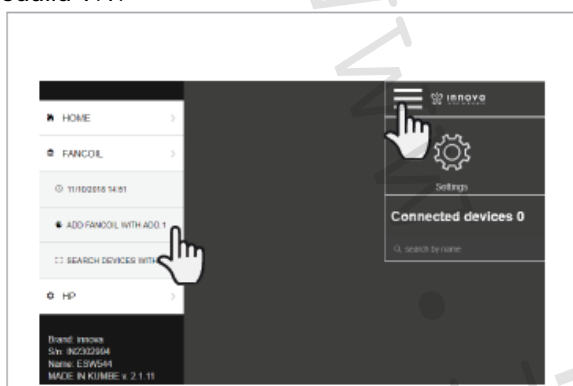 HOME
FANCOIL
11/10/2018 14:51
ADD FANCOIL WITH ADD.1
SEARCH DEVICES WITH
HP
Brand: innova
S/n: IN2302994
Name: ESW544
MADE IN KUMBE v. 2.1.11
innova
Settings
Connected devices 0
search by name